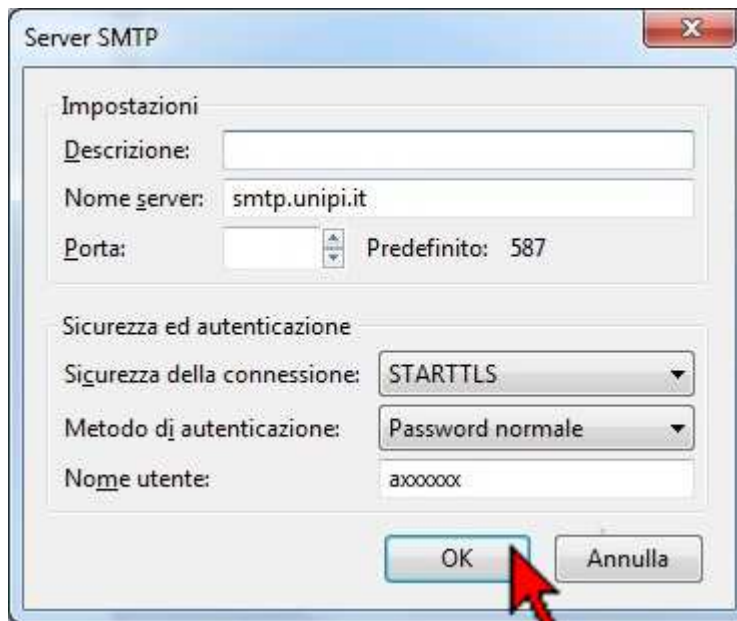 Server SMTP
Impostazioni
Descrizione:
Nome server: smtp.unipi.it
Porta: Predefinito: 587
Sicurezza ed autenticazione
Sicurezza della connessione: STARTTLS
Metodo di autenticazione: Password normale
Nome utente: axxxxxx
OK Annulla